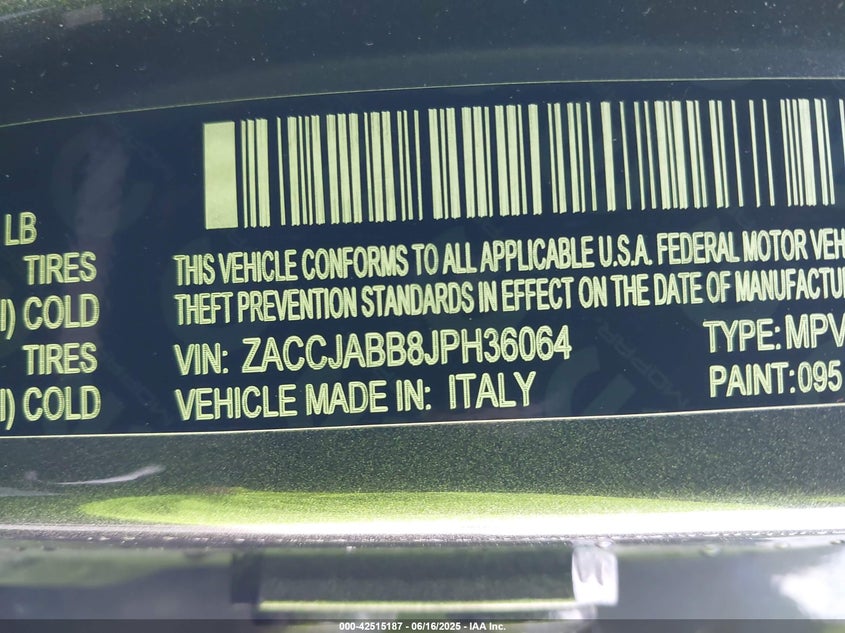 LB
TIRES
I) COLD
TIRES
I) COLD
THIS VEHICLE CONFORMS TO ALL APPLICABLE U.S.A. FEDERAL MOTOR VEH
THEFT PREVENTION STANDARDS IN EFFECT ON THE DATE OF MANUFACTUR
VIN: ZACCJABB8JPH36064 TYPE: MPV
VEHICLE MADE IN: ITALY PAINT: 095
000-42515187 - 06/16/2025 - IAA Inc.